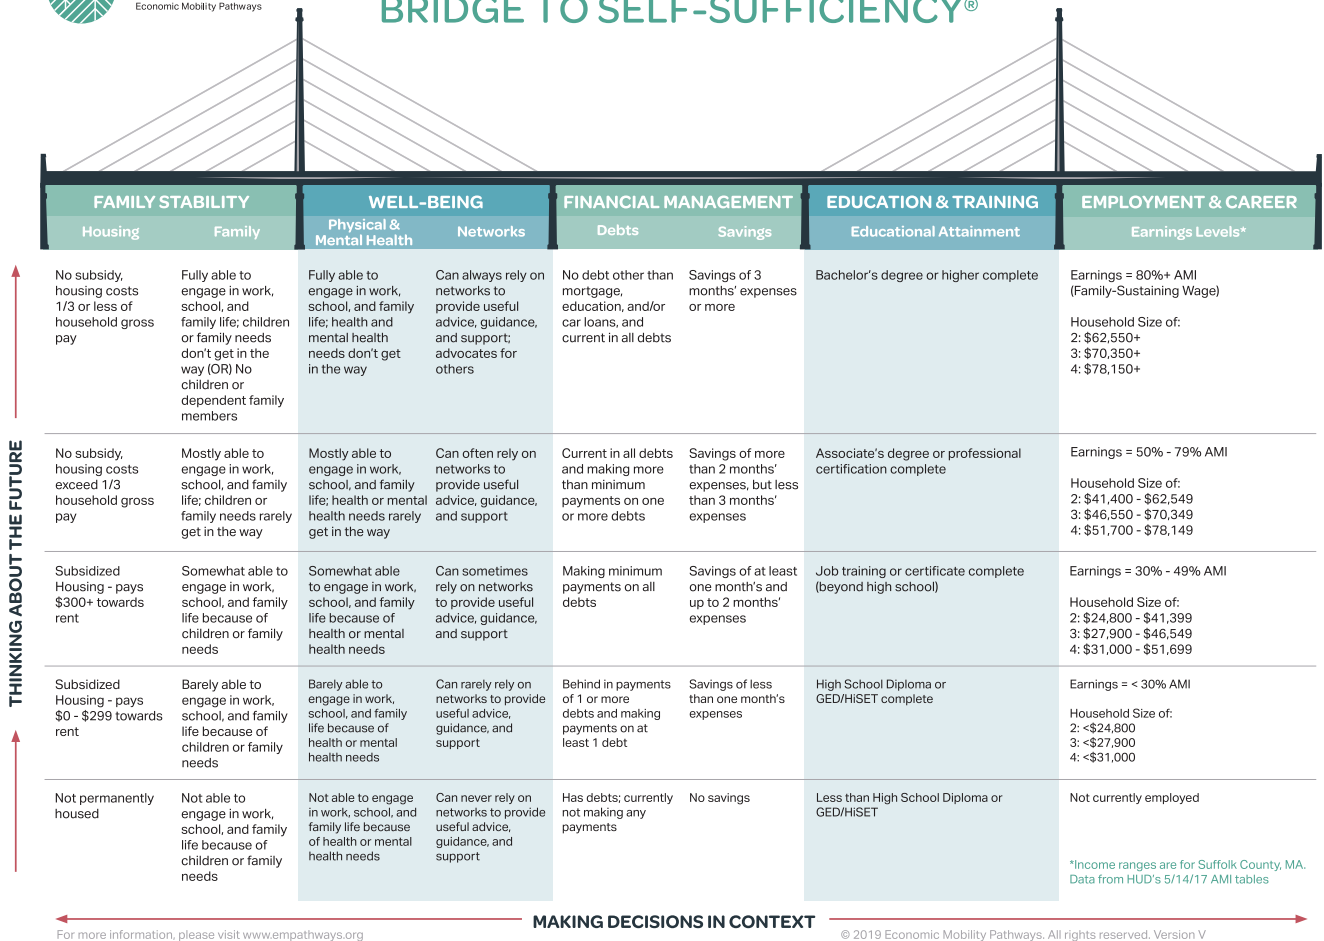 Economic Mobility Pathways
BRIDGE TO SELF-SUFFICIENCY®
FAMILY STABILITY
Housing
Family
WELL-BEING
Physical &
Mental Health
Networks
FINANCIAL MANAGEMENT
Debts
Savings
EDUCATION & TRAINING
Educational Attainment
EMPLOYMENT & CAREER
Earnings Levels*
THINKING ABOUT THE FUTURE
No subsidy,
housing costs
1/3 or less of
household gross
pay
Fully able to
engage in work,
school, and
family life; children
or family needs
don't get in the
way (OR) No
children or
dependent family
members
Fully able to
engage in work,
school, and family
life; health and
mental health
needs don't get
in the way
Can always rely on
networks to
provide useful
advice, guidance,
and support;
advocates for
others
No debt other than
mortgage,
education, and/or
car loans, and
current in all debts
Savings of 3
months' expenses
or more
Bachelor's degree or higher complete
Earnings = 80%+ AMI
(Family-Sustaining Wage)
Household Size of:
2: $62,550+
3: $70,350+
4: $78,150+
No subsidy,
housing costs
exceed 1/3
household gross
pay
Mostly able to
engage in work,
school, and family
life; children or
family needs rarely
get in the way
Mostly able to
engage in work,
school, and family
life; health or mental
health needs rarely
get in the way
Can often rely on
networks to
provide useful
advice, guidance,
and support
Current in all debts
and making more
than minimum
payments on one
or more debts
Savings of more
than 2 months'
expenses, but less
than 3 months'
expenses
Associate's degree or professional
certification complete
Earnings = 50% - 79% AMI
Household Size of:
2: $41,400 - $62,549
3: $46,550 - $70,349
4: $51,700 - $78,149
Subsidized
Housing - pays
$300+ towards
rent
Somewhat able to
engage in work,
school, and family
life because of
children or family
needs
Somewhat able
to engage in work,
school, and family
life because of
health or mental
health needs
Can sometimes
rely on networks
to provide useful
advice, guidance,
and support
Making minimum
payments on all
debts
Savings of at least
one month's and
up to 2 months'
expenses
Job training or certificate complete
(beyond high school)
Earnings = 30% - 49% AMI
Household Size of:
2: $24,800 - $41,399
3: $27,900 - $46,549
4: $31,000 - $51,699
Subsidized
Housing - pays
$0 - $299 towards
rent
Barely able to
engage in work,
school, and family
life because of
children or family
needs
Barely able to
engage in work,
school, and family
life because of
health or mental
health needs
Can rarely rely on
networks to provide
useful advice,
guidance, and
support
Behind in payments
of 1 or more
debts and making
payments on at
least 1 debt
Savings of less
than one month's
expenses
High School Diploma or
GED/HiSET complete
Earnings = < 30% AMI
Household Size of:
2: <$24,800
3: <$27,900
4: <$31,000
Not permanently
housed
Not able to
engage in work,
school, and family
life because of
children or family
needs
Not able to engage
in work, school, and
family life because
of health or mental
health needs
Can never rely on
networks to provide
useful advice,
guidance, and
support
Has debts; currently
not making any
payments
No savings
Less than High School Diploma or
GED/HiSET
Not currently employed
*Income ranges are for Suffolk County, MA.
Data from HUD's 5/14/17 AMI tables
MAKING DECISIONS IN CONTEXT
For more information, please visit www.empathways.org
© 2019 Economic Mobility Pathways. All rights reserved. Version V